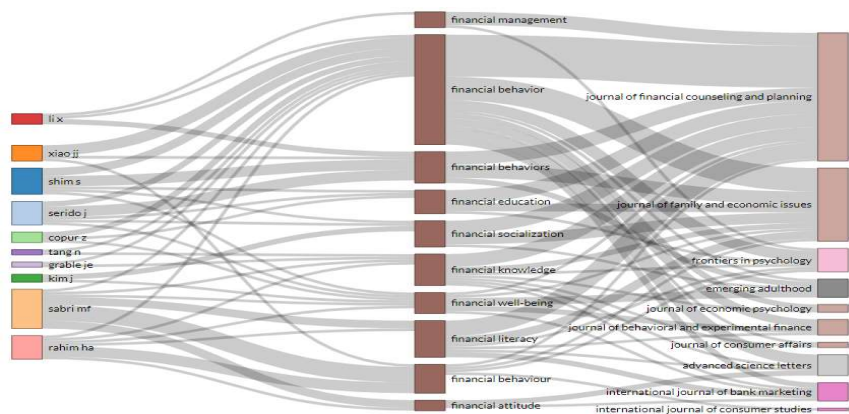 li x
xiao jj
shim s
serido j
copur z
tang n
grable je
kim j
sabri mf
rahim ha
financial management
financial behavior
financial behaviors
financial education
financial socialization
financial knowledge
financial well-being
financial literacy
financial behaviour
financial attitude
journal of financial counseling and planning
journal of family and economic issues
frontiers in psychology
emerging adulthood
journal of economic psychology
journal of behavioral and experimental finance
journal of consumer affairs
advanced science letters
international journal of bank marketing
international journal of consumer studies